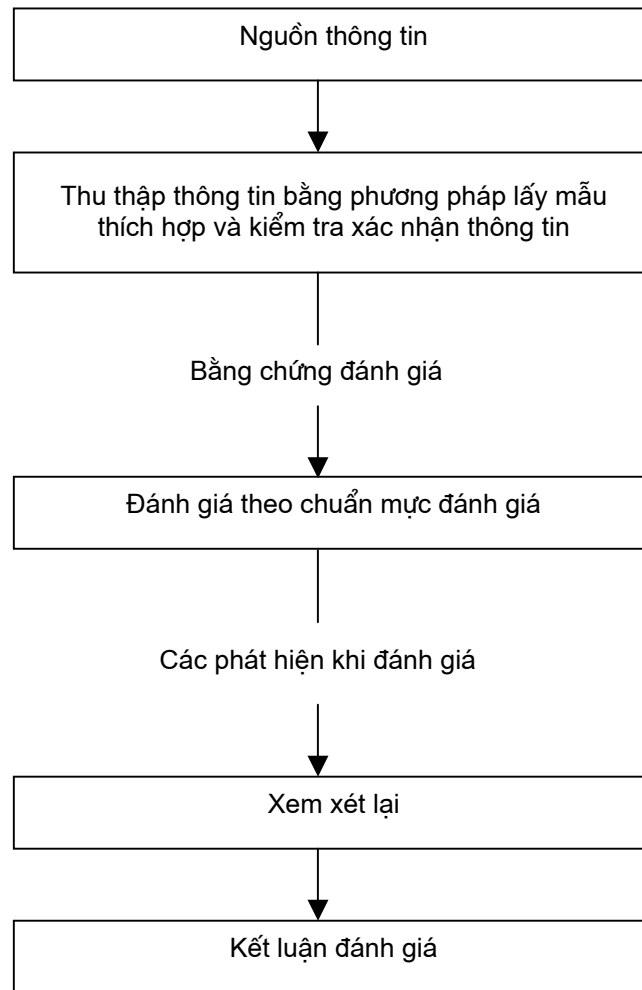 Nguồn thông tin
Thu thập thông tin bằng phương pháp lấy mẫu
thích hợp và kiểm tra xác nhận thông tin
Bằng chứng đánh giá
Đánh giá theo chuẩn mực đánh giá
Các phát hiện khi đánh giá
Xem xét lại
Kết luận đánh giá